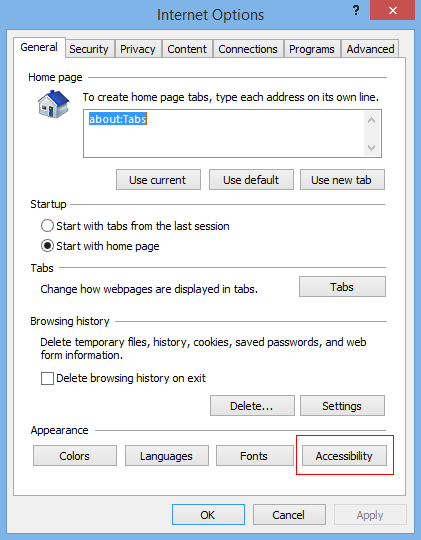 Internet Options
?
General Security Privacy Content Connections Programs Advanced
Home page
To create home page tabs, type each address on its own line.
about:Tabs
Use current Use default Use new tab
Startup
Start with tabs from the last session
Start with home page
Tabs
Change how webpages are displayed in tabs. Tabs
Browsing history
Delete temporary files, history, cookies, saved passwords, and web
form information.
Delete browsing history on exit
Delete... Settings
Appearance
Colors Languages Fonts Accessibility
OK Cancel Apply